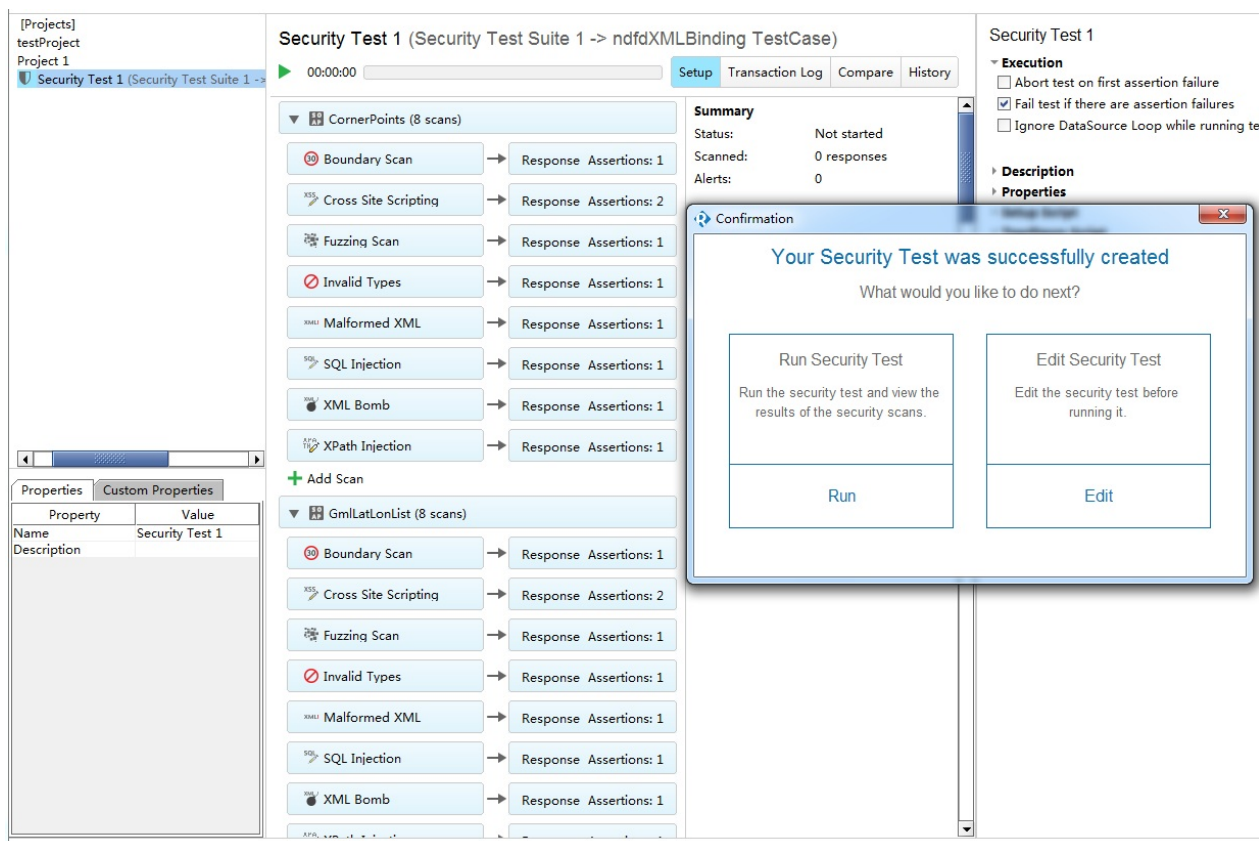 [Projects]
testProject
Project 1
Security Test 1 (Security Test Suite 1 ->
Properties Custom Properties
Property Value
Name Security Test 1
Description
Security Test 1 (Security Test Suite 1 -> ndfdXMLBinding TestCase)
00:00:00
Setup Transaction Log Compare History
CornerPoints (8 scans)
Boundary Scan Response Assertions: 1
Cross Site Scripting Response Assertions: 2
Fuzzing Scan Response Assertions: 1
Invalid Types Response Assertions: 1
Malformed XML Response Assertions: 1
SQL Injection Response Assertions: 1
XML Bomb Response Assertions: 1
XPath Injection Response Assertions: 1
Add Scan
GmlLatLonList (8 scans)
Boundary Scan Response Assertions: 1
Cross Site Scripting Response Assertions: 2
Fuzzing Scan Response Assertions: 1
Invalid Types Response Assertions: 1
Malformed XML Response Assertions: 1
SQL Injection Response Assertions: 1
XML Bomb Response Assertions: 1
Summary
Status: Not started
Scanned: 0 responses
Alerts: 0
Security Test 1
Execution
Abort test on first assertion failure
Fail test if there are assertion failures
Ignore DataSource Loop while running te
Description
Properties
Confirmation
Your Security Test was successfully created
What would you like to do next?
Run Security Test
Run the security test and view the
results of the security scans.
Run
Edit Security Test
Edit the security test before
running it.
Edit